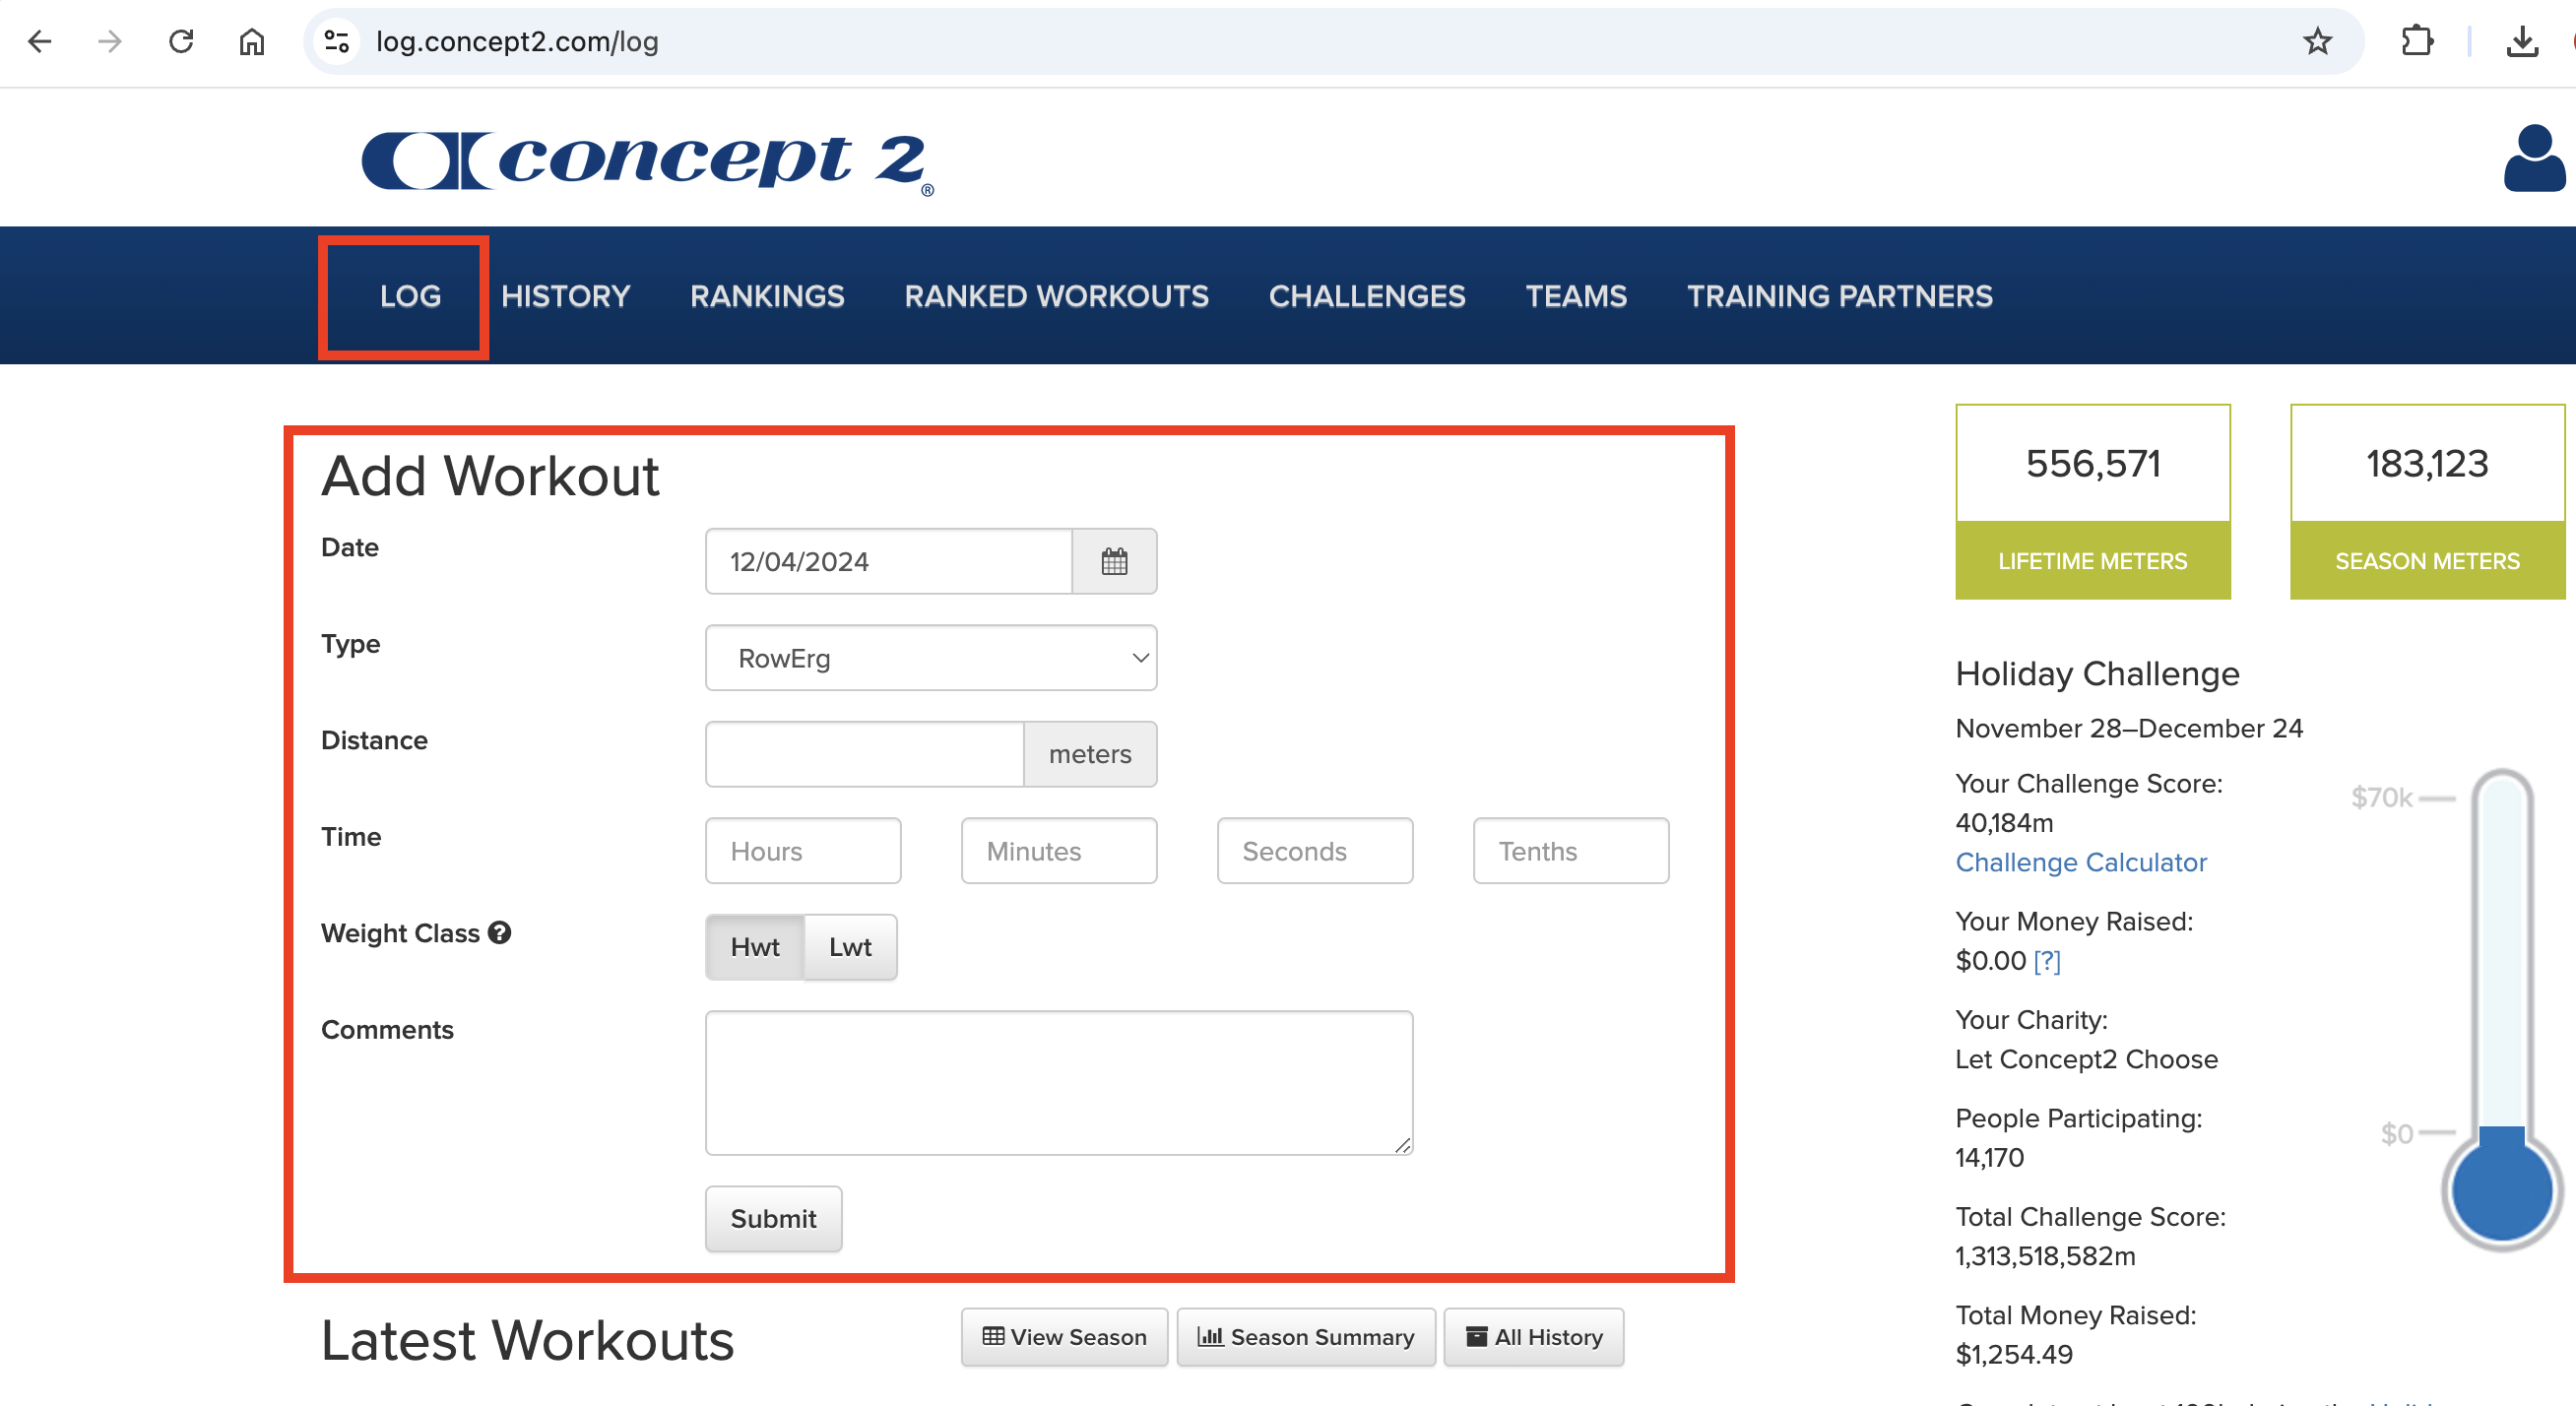 log.concept2.com/log
concept 2®
LOG HISTORY RANKINGS RANKED WORKOUTS CHALLENGES TEAMS TRAINING PARTNERS
Add Workout
Date
12/04/2024
Type
RowErg
Distance
meters
Time
Hours Minutes Seconds Tenths
Weight Class ?
Hwt Lwt
Comments
Submit
Latest Workouts
View Season Season Summary All History
556,571
LIFETIME METERS
183,123
SEASON METERS
Holiday Challenge
November 28–December 24
Your Challenge Score:
40,184m
Challenge Calculator
Your Money Raised:
$0.00 [?]
Your Charity:
Let Concept2 Choose
People Participating:
14,170
Total Challenge Score:
1,313,518,582m
Total Money Raised:
$1,254.49
$70k
$0